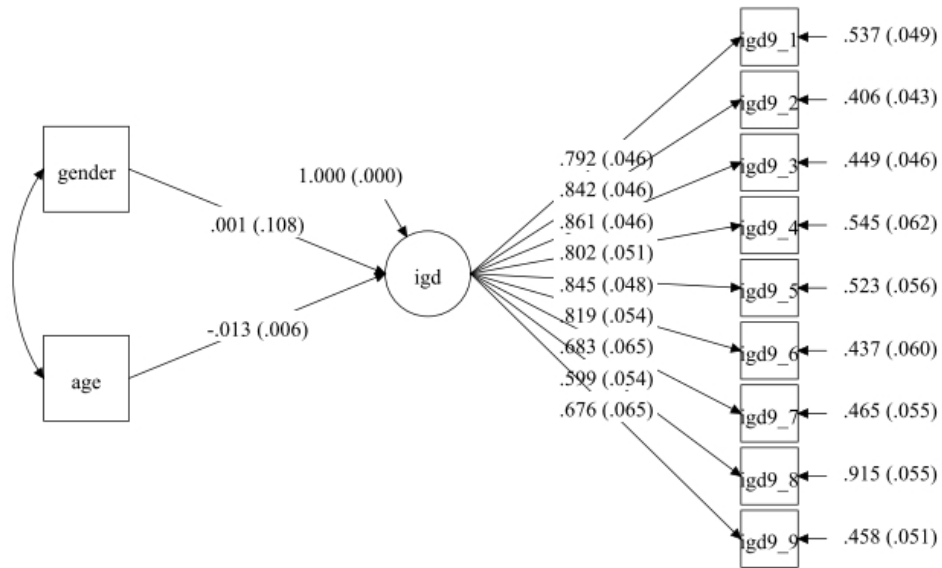 gender
age
.001 (.108)
-.013 (.006)
1.000 (.000)
igd
.792 (.046)
.842 (.046)
.861 (.046)
.802 (.051)
.845 (.048)
.819 (.054)
.683 (.065)
.599 (.054)
.676 (.065)
igd9_1 .537 (.049)
igd9_2 .406 (.043)
igd9_3 .449 (.046)
igd9_4 .545 (.062)
igd9_5 .523 (.056)
igd9_6 .437 (.060)
igd9_7 .465 (.055)
igd9_8 .915 (.055)
igd9_9 .458 (.051)